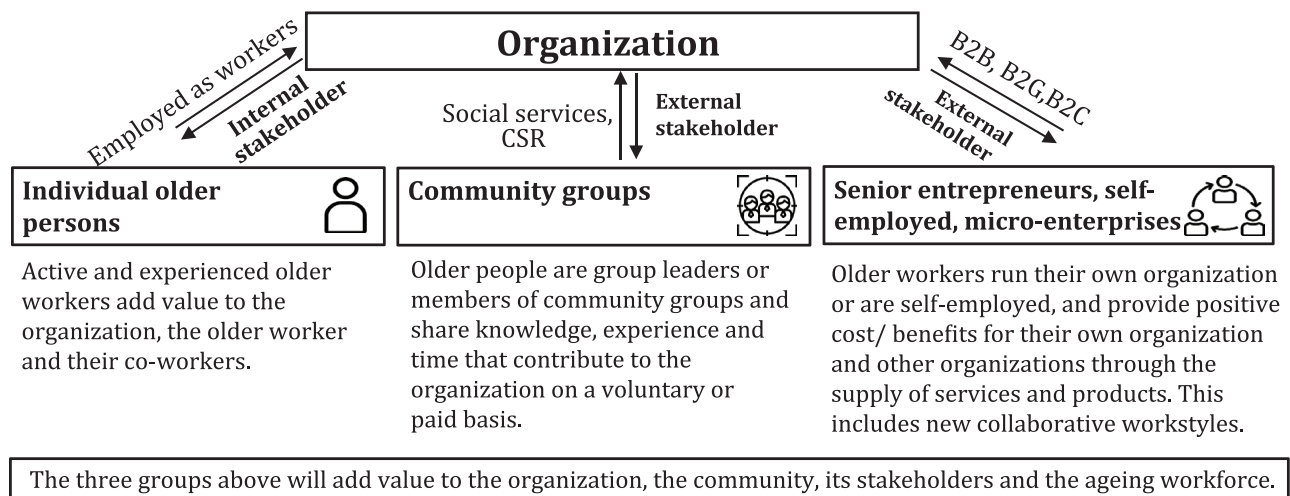 Organization
Employed as workers
Internal
stakeholder
Social services,
CSR
External
stakeholder
B2B, B2G,B2C
External
stakeholder
Individual older
persons
Active and experienced older
workers add value to the
organization, the older worker
and their co-workers.
Community groups
Older people are group leaders or
members of community groups and
share knowledge, experience and
time that contribute to the
organization on a voluntary or
paid basis.
Senior entrepreneurs, self-
employed, micro-enterprises
Older workers run their own organization
or are self-employed, and provide positive
cost/ benefits for their own organization
and other organizations through the
supply of services and products. This
includes new collaborative workstyles.
The three groups above will add value to the organization, the community, its stakeholders and the ageing workforce.